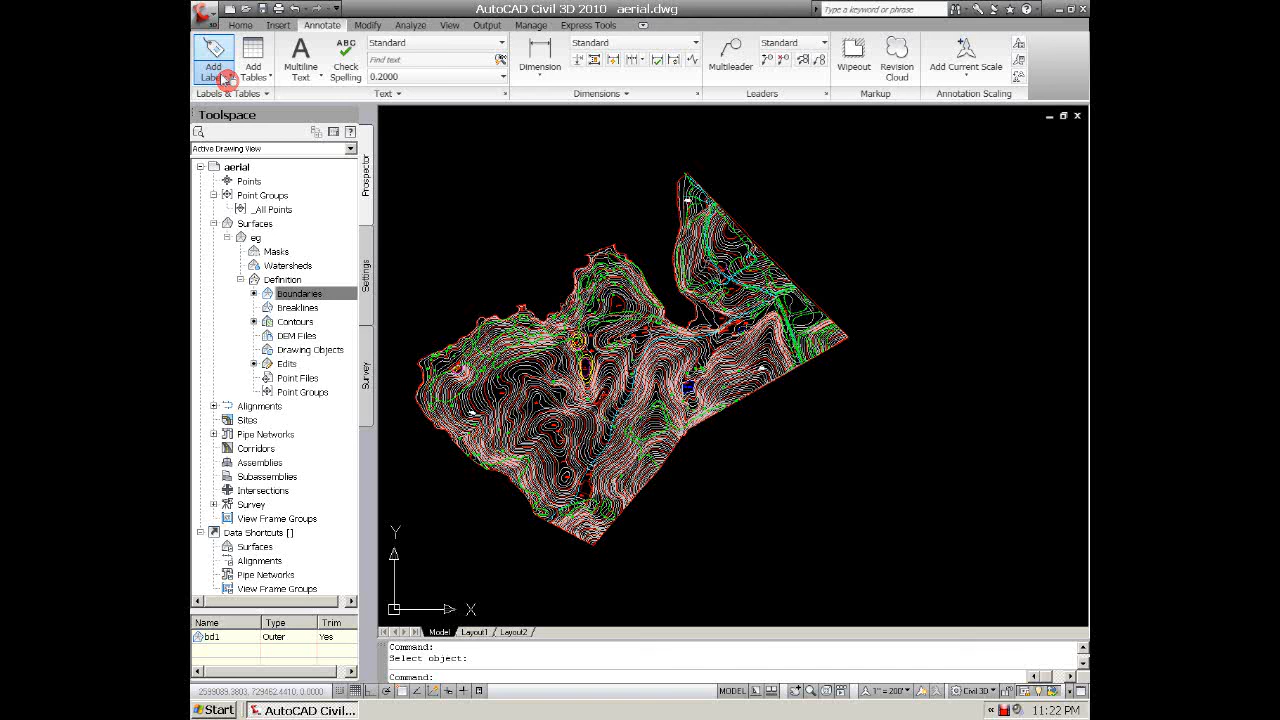 AutoCAD Civil 3D 2010 aerial.dwg
Type a keyword or phrase
Home Insert Annotate Modify Analyze View Output Manage Express Tools
Add Labels
Add Tables
Multiline Text
ABC Check Spelling
Standard
Find text
0.2000
Dimension
Standard
Multileader
Standard
Wipeout
Revision Cloud
Add Current Scale
Labels & Tables
Text
Dimensions
Leaders
Markup
Annotation Scaling
Toolspace
Active Drawing View
aerial
Points
Point Groups
_All Points
Surfaces
eg
Masks
Watersheds
Definition
Boundaries
Breaklines
Contours
DEM Files
Drawing Objects
Edits
Point Files
Point Groups
Alignments
Sites
Pipe Networks
Corridors
Assemblies
Subassemblies
Intersections
Survey
View Frame Groups
Data Shortcuts []
Surfaces
Alignments
Pipe Networks
View Frame Groups
Prospector
Settings
Survey
Name Type Trim
bd1 Outer Yes
Y
X
Model Layout1 Layout2
Command:
Select object:
Command:
MODEL
1" = 200'
Civil 3D
Start
AutoCAD Civil 3D...
11:22 PM